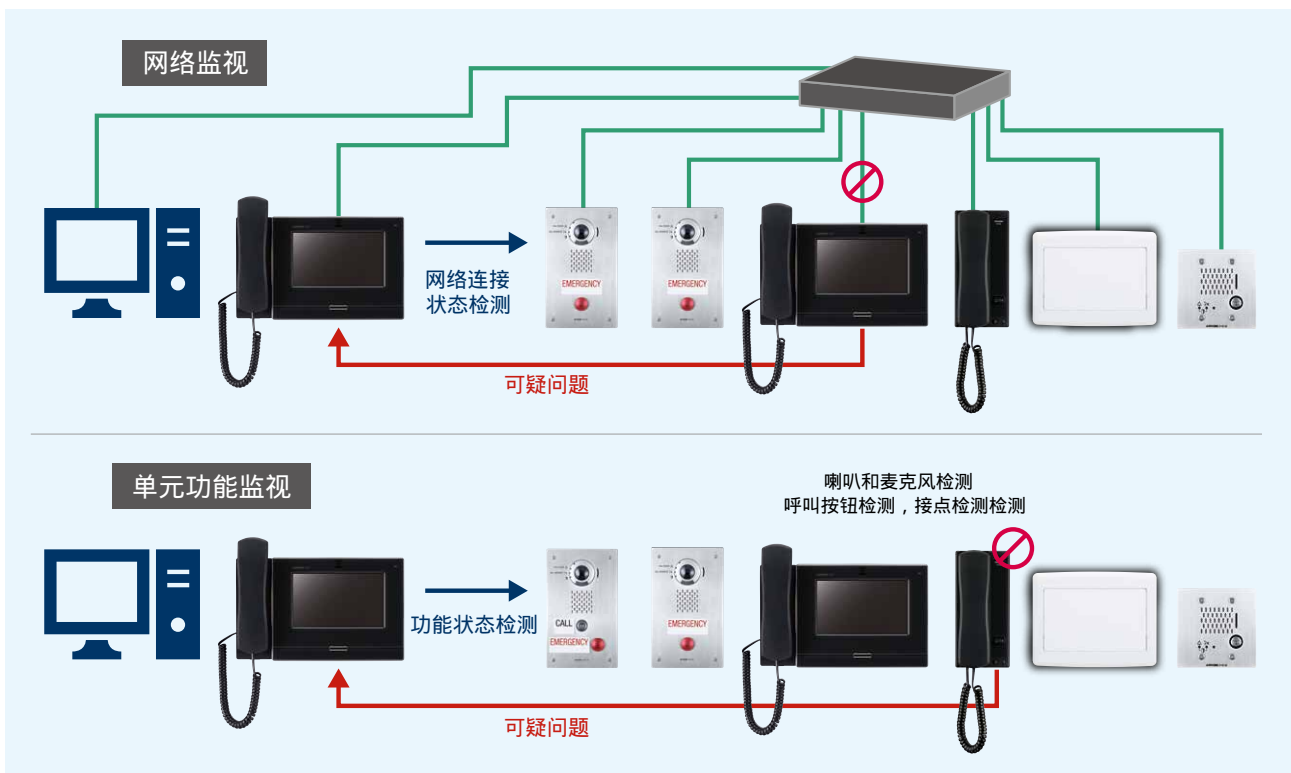 网络监视
EMERGENCY
EMERGENCY
网络连接
状态检测
可疑问题
单元功能监视
喇叭和麦克风检测
呼叫按钮检测，接点检测检测
CALL
EMERGENCY
EMERGENCY
功能状态检测
可疑问题